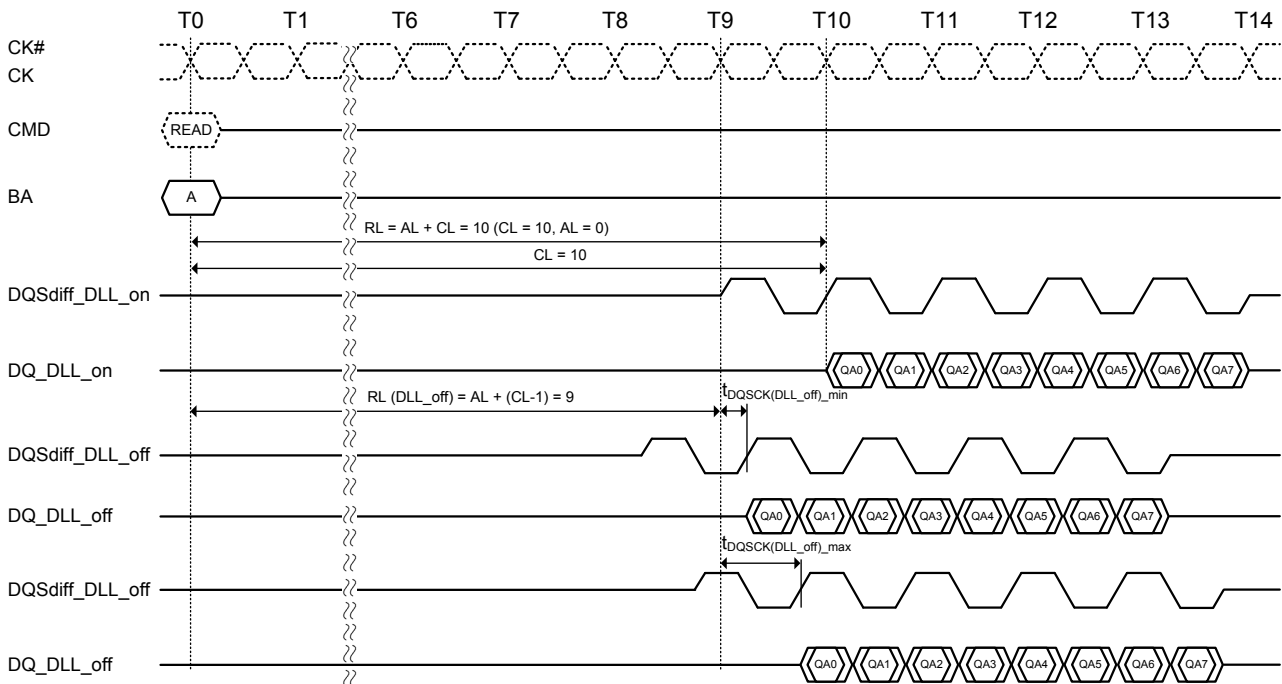 T0 T1 T6 T7 T8 T9 T10 T11 T12 T13 T14
CK#
CK
CMD READ
BA A
RL = AL + CL = 10 (CL = 10, AL = 0)
CL = 10
DQSdiff_DLL_on
DQ_DLL_on QA0 QA1 QA2 QA3 QA4 QA5 QA6 QA7
RL (DLL_off) = AL + (CL-1) = 9 tDQSCK(DLL_off)_min
DQSdiff_DLL_off
DQ_DLL_off QA0 QA1 QA2 QA3 QA4 QA5 QA6 QA7
tDQSCK(DLL_off)_max
DQSdiff_DLL_off
DQ_DLL_off QA0 QA1 QA2 QA3 QA4 QA5 QA6 QA7